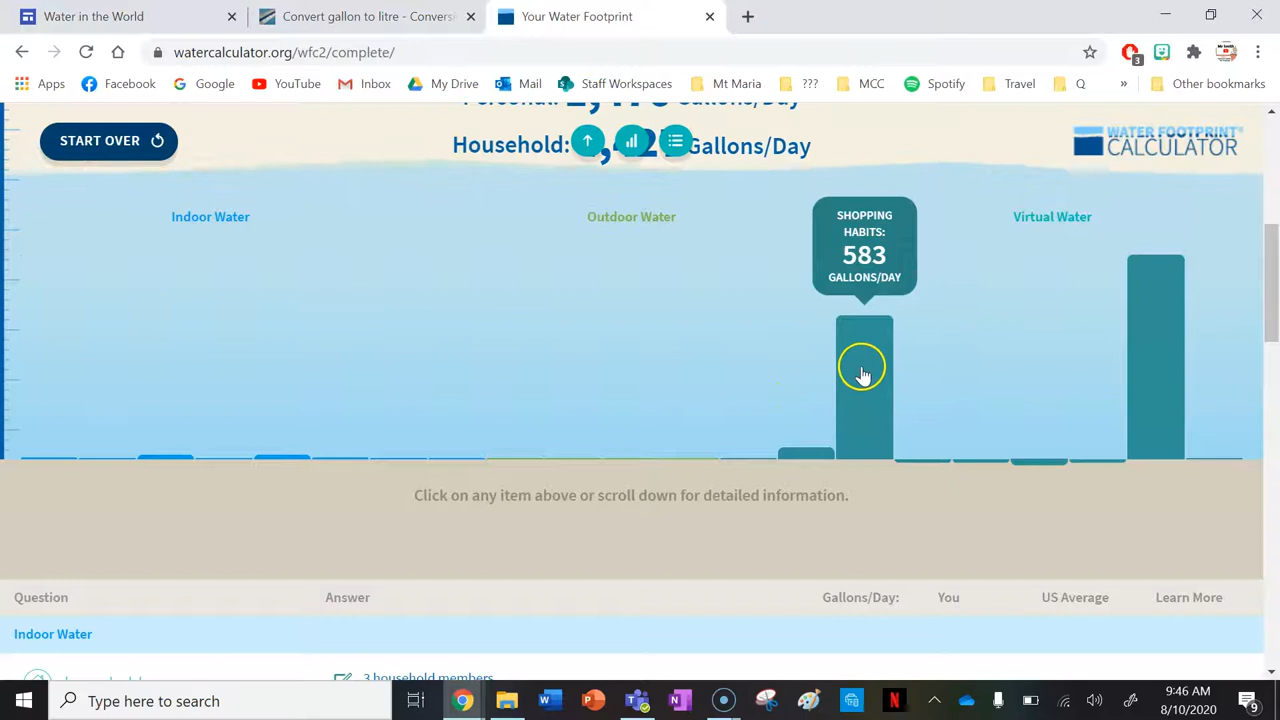 Water in the World
Convert gallon to litre - Convers
Your Water Footprint
watercalculator.org/wfc2/complete/
3
Apps
Facebook
Google
YouTube
Inbox
My Drive
Mail
Staff Workspaces
Mt Maria
???
MCC
Spotify
Travel
Q
»
Other bookmarks
Gallons/Day
START OVER
Household:
Gallons/Day
WATER FOOTPRINT
CALCULATOR
Indoor Water
Outdoor Water
Virtual Water
SHOPPING
HABITS:
583
GALLONS/DAY
Click on any item above or scroll down for detailed information.
Question
Answer
Gallons/Day:
You
US Average
Learn More
Indoor Water
3 household members
Type here to search
9:46 AM
8/10/2020
9